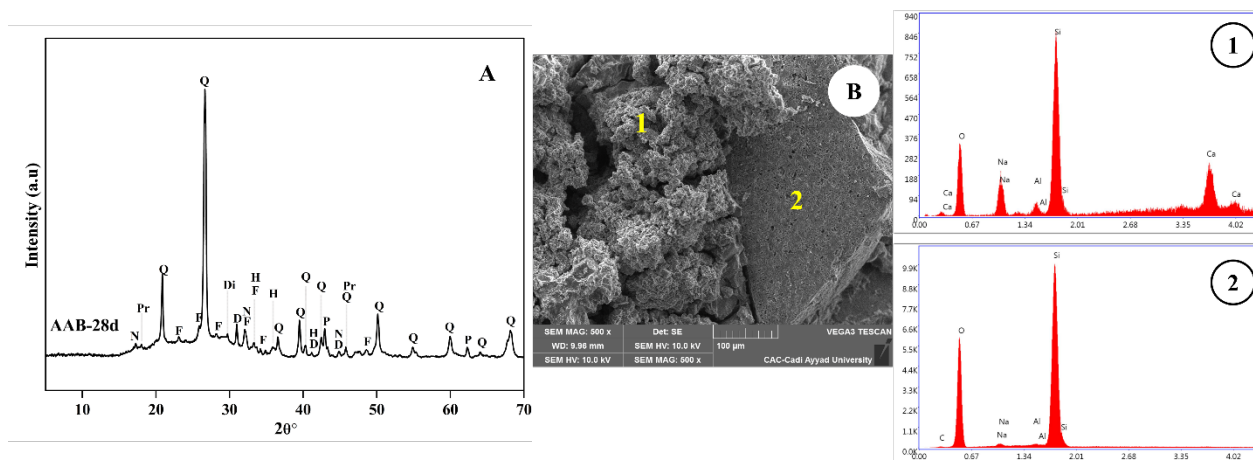 A
Intensity (a.u)
AAB-28d
N
Pr
Q
F
F
Q
F
Di
D
N
F
H
F
F
H
Q
Q
Q
H
D
Q
P
N
D
Pr
Q
F
Q
Q
Q
P
Q
Q
10 20 30 40 50 60 70
2θ°
B
1
2
SEM MAG: 500 x Det: SE VEGA3 TESCAN
WD: 9.96 mm SEM HV: 10.0 kV 100 µm
SEM HV: 10.0 kV SEM MAG: 500 x CAC-Cadi Ayyad University
1
940
846
752
658
564
470
376
282
188
94
0
Ca
Ca
O
Na
Na
Al
Al
Si
Si
Ca
Ca
0.00 0.67 1.34 2.01 2.68 3.35 4.02
2
9.9K
8.8K
7.7K
6.6K
5.5K
4.4K
3.3K
2.2K
1.1K
0.0K
C
O
Na
Na
Al
Al
Si
Si
0.00 0.67 1.34 2.01 2.68 3.35 4.02